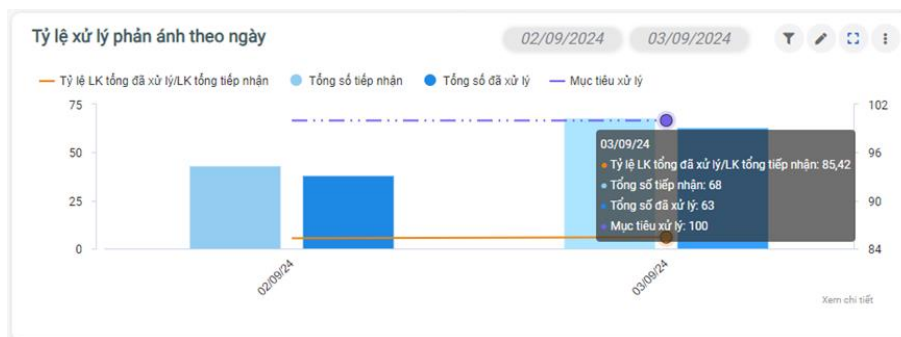 Tỷ lệ xử lý phản ánh theo ngày
02/09/2024 03/09/2024
Tỷ lệ LK tổng đã xử lý/LK tổng tiếp nhận Tổng số tiếp nhận Tổng số đã xử lý Mục tiêu xử lý
75 102
50 96
25 90
0 84
03/09/24
Tỷ lệ LK tổng đã xử lý/LK tổng tiếp nhận: 85,42
Tổng số tiếp nhận: 68
Tổng số đã xử lý: 63
Mục tiêu xử lý: 100
02/09/24 03/09/24
Xem chi tiết